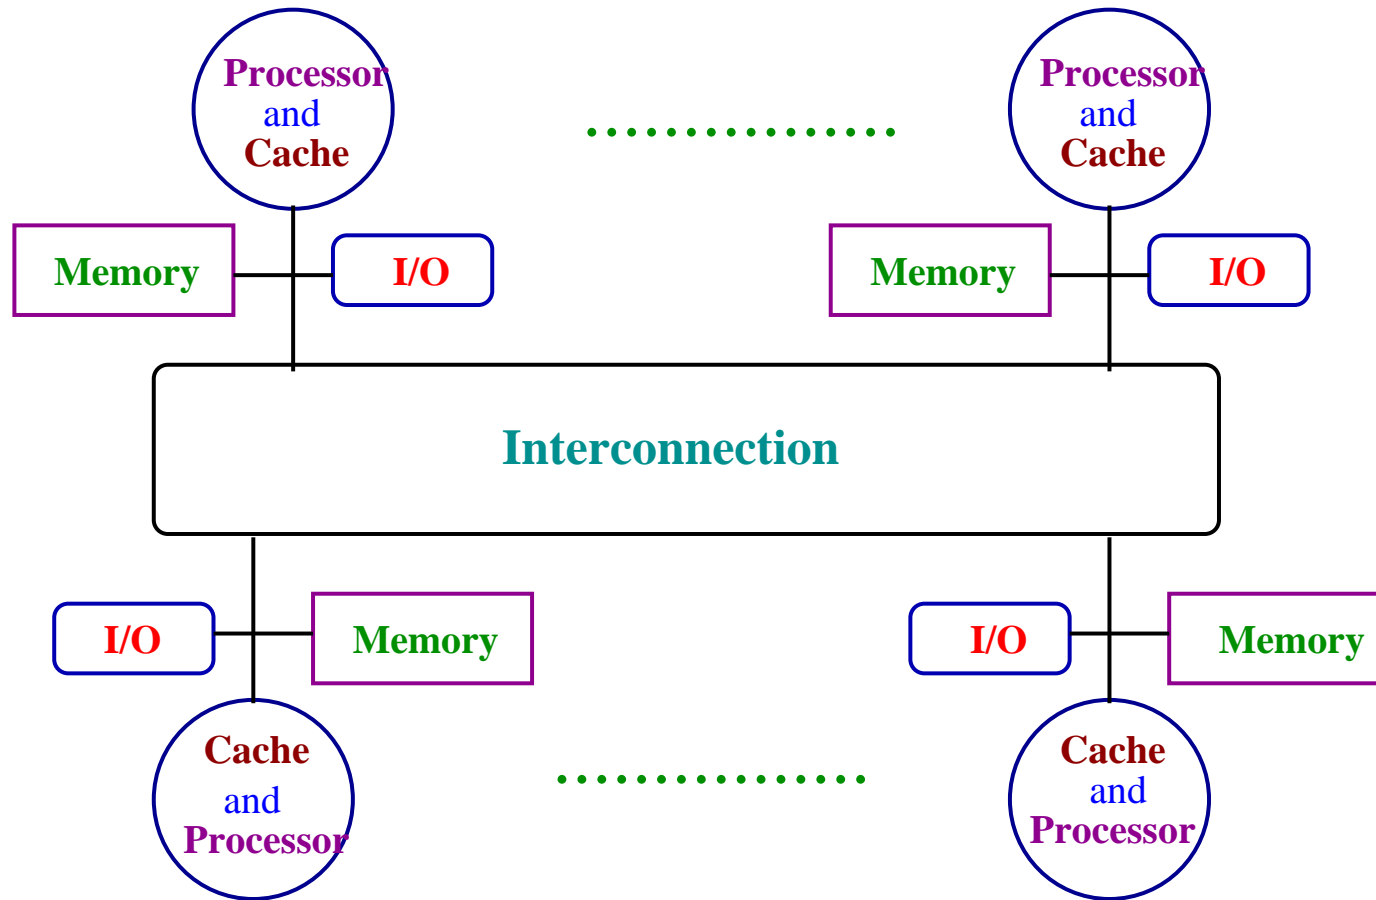 Processor
and
Cache
Processor
and
Cache
Memory
I/O
Memory
I/O
Interconnection
I/O
Memory
I/O
Memory
Cache
and
Processor
Cache
and
Processor